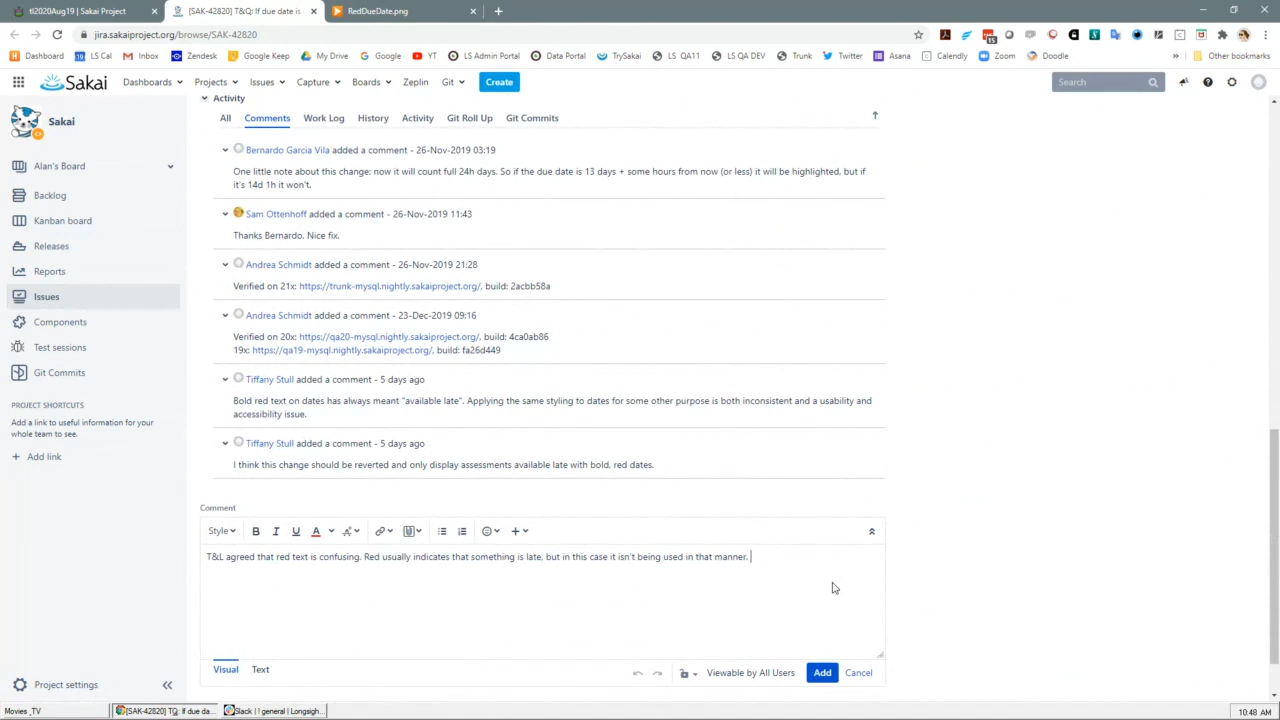 tl2020Aug19 | Sakai Project
[SAK-42820] T&Q: If due date is
RedDueDate.png
jira.sakaiproject.org/browse/SAK-42820
15
Dashboard
LS Cal
Inbox
Zendesk
Google Keep
My Drive
Google
YT
LS Admin Portal
Data Portal
TrySakai
LS QA11
LS QA DEV
Trunk
Twitter
Asana
Calendly
Zoom
Doodle
Other bookmarks
Sakai
Dashboards
Projects
Issues
Capture
Boards
Zeplin
Git
Create
Search
Sakai
Alan's Board
Backlog
Kanban board
Releases
Reports
Issues
Components
Test sessions
Git Commits
PROJECT SHORTCUTS
Add a link to useful information for your
whole team to see.
Add link
Project settings
Activity
All Comments Work Log History Activity Git Roll Up Git Commits
Bernardo Garcia Vila added a comment - 26-Nov-2019 03:19
One little note about this change: now it will count full 24h days. So if the due date is 13 days + some hours from now (or less) it will be highlighted, but if
it's 14d 1h it won't.
Sam Ottenhoff added a comment - 26-Nov-2019 11:43
Thanks Bernardo. Nice fix.
Andrea Schmidt added a comment - 26-Nov-2019 21:28
Verified on 21x: https://trunk-mysql.nightly.sakaiproject.org/, build: 2acbb58a
Andrea Schmidt added a comment - 23-Dec-2019 09:16
Verified on 20x: https://qa20-mysql.nightly.sakaiproject.org/, build: 4ca0ab86
19x: https://qa19-mysql.nightly.sakaiproject.org/, build: fa26d449
Tiffany Stull added a comment - 5 days ago
Bold red text on dates has always meant "available late". Applying the same styling to dates for some other purpose is both inconsistent and a usability and
accessibility issue.
Tiffany Stull added a comment - 5 days ago
I think this change should be reverted and only display assessments available late with bold, red dates.
Comment
Style B I U A
T&L agreed that red text is confusing. Red usually indicates that something is late, but in this case it isn't being used in that manner.
Visual Text
Viewable by All Users
Add
Cancel
Movies _TV
[SAK-42820] TQ: If due da...
Slack | ! general | Longsigh...
10:48 AM